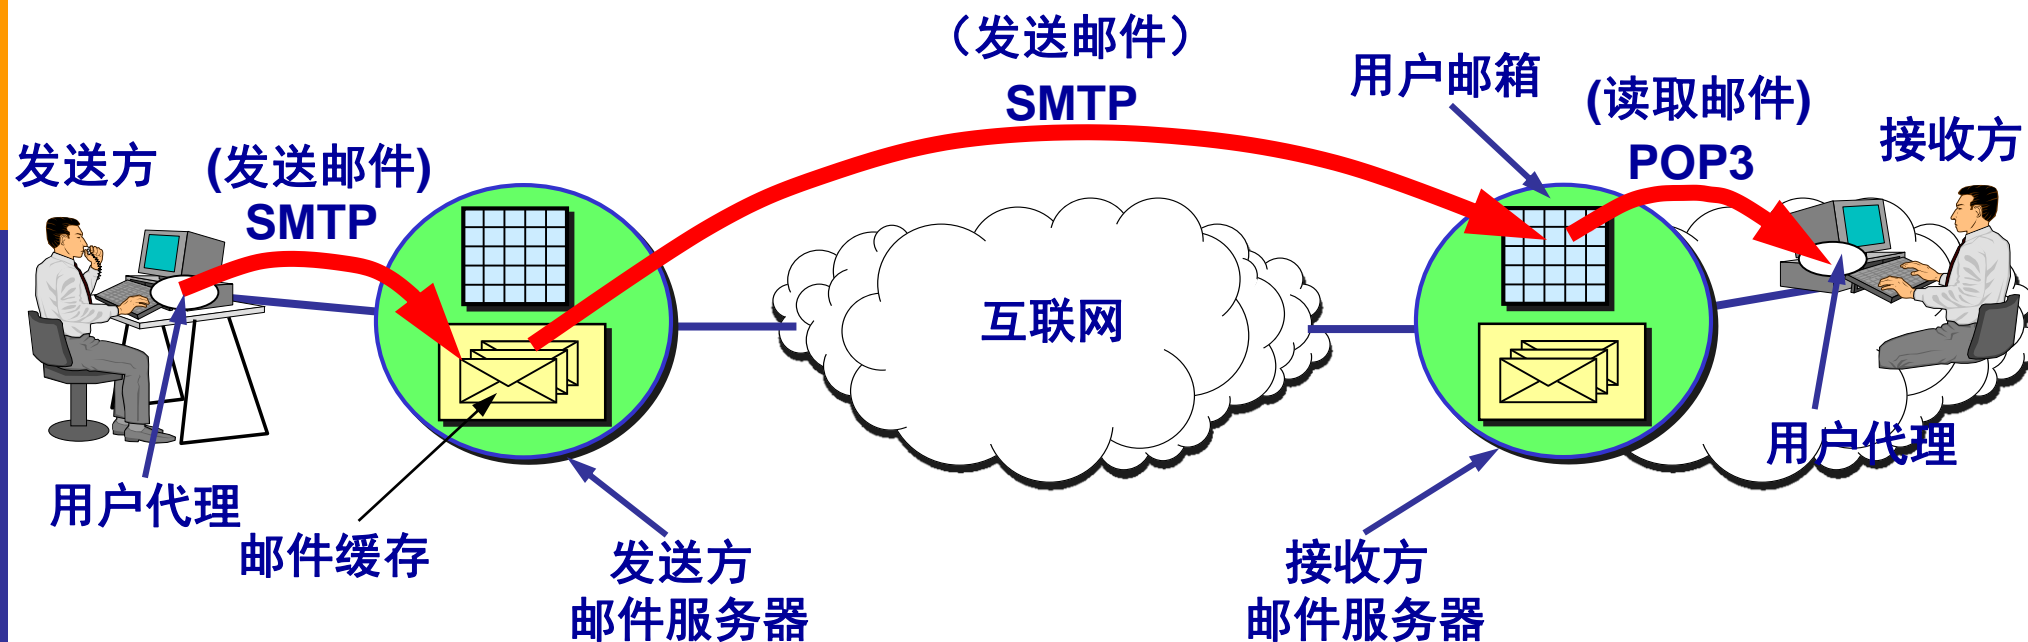 （发送邮件）
SMTP
用户邮箱
(读取邮件)
POP3
接收方
发送方
(发送邮件)
SMTP
互联网
用户代理
用户代理
邮件缓存
发送方
邮件服务器
接收方
邮件服务器